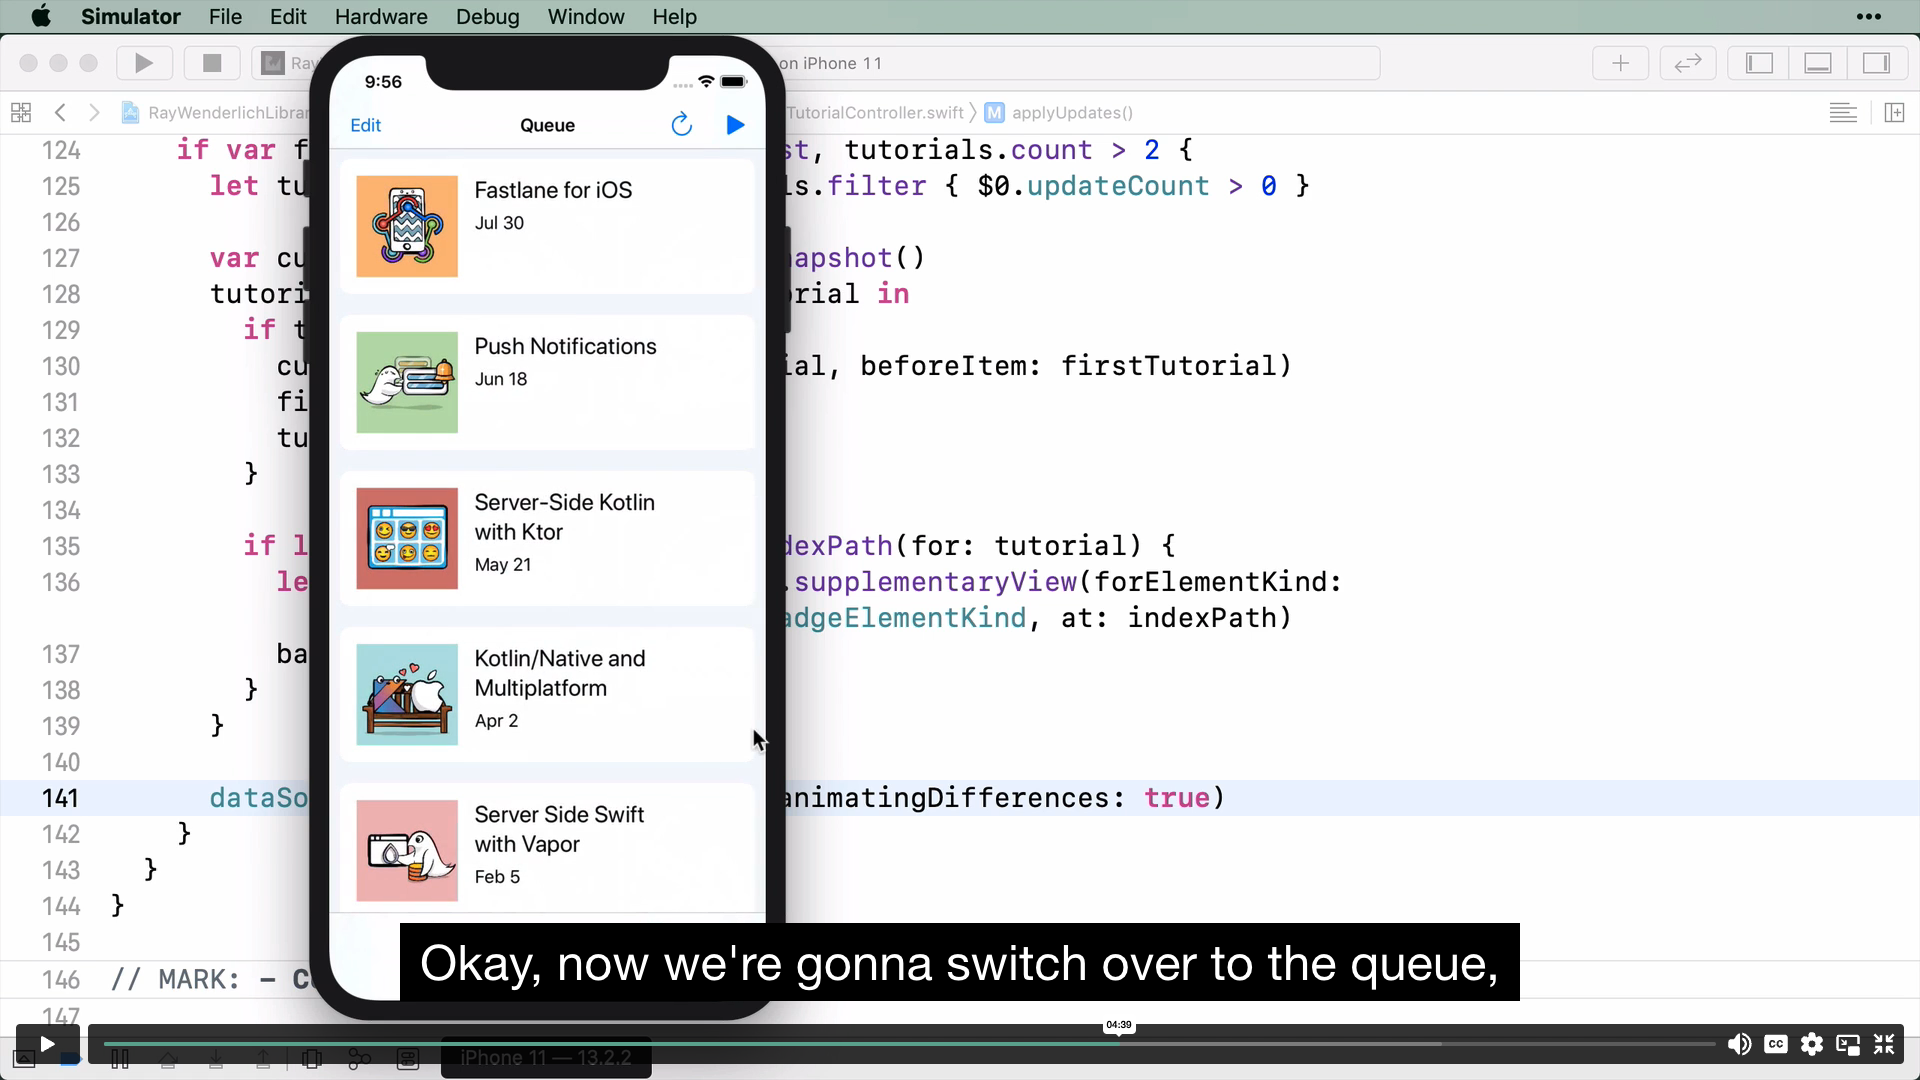 Simulator File Edit Hardware Debug Window Help
Ray on iPhone 11
RayWenderlichLibrar TutorialController.swift M applyUpdates()
9:56
Edit Queue
Fastlane for iOS
Jul 30
Push Notifications
Jun 18
Server-Side Kotlin
with Ktor
May 21
Kotlin/Native and
Multiplatform
Apr 2
Server Side Swift
with Vapor
Feb 5
124 if var f st, tutorials.count > 2 {
125 let tu ls.filter { $0.updateCount > 0 }
126
127 var cu napshot()
128 tutori orial in
129 if t
130 cu ial, beforeItem: firstTutorial)
131 fi
132 tu
133 }
134
135 if l dexPath(for: tutorial) {
136 le .supplementaryView(forElementKind:
adgeElementKind, at: indexPath)
137 ba
138 }
139 }
140
141 dataSo animatingDifferences: true)
142 }
143 }
144 }
145
146 // MARK: - C
147
Okay, now we're gonna switch over to the queue,
04:39
CC
iPhone 11 — 13.2.2